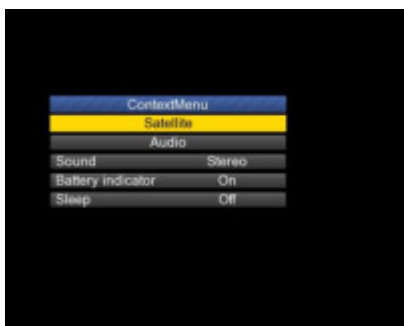 ContextMenu
Satellite
Audio
Sound Stereo
Battery indicator On
Sleep Off